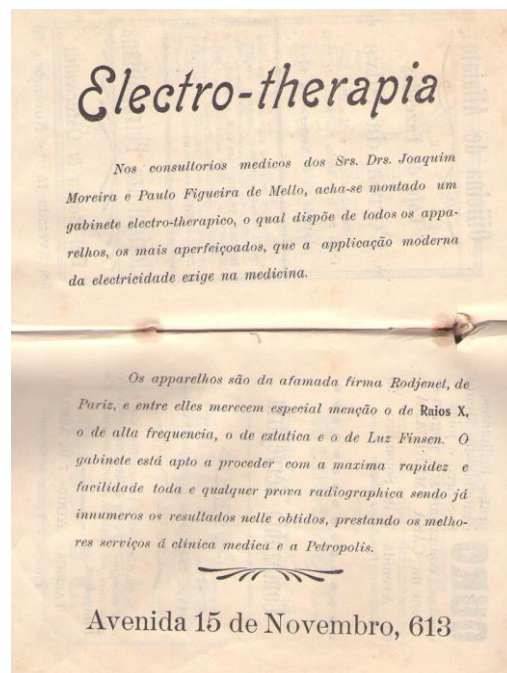 Electro-therapia
Nos consultorios medicos dos Srs. Drs. Joaquim
Moreira e Paulo Figueira de Mello, acha-se montado um
gabinete electro-therapico, o qual dispõe de todos os appa-
relhos, os mais aperfeiçoados, que a applicação moderna
da electricidade exige na medicina.
Os apparelhos são da afamada firma Rodjenet, de
Pariz, e entre elles merecem especial menção o de Raios X,
o de alta frequencia, o de estatica e o de Luz Finsen. O
gabinete está apto a proceder com a maxima rapidez e
facilidade toda e qualquer prova radiographica sendo já
innumeros os resultados nelle obtidos, prestando os melho-
res serviços á clinica medica e a Petropolis.
Avenida 15 de Novembro, 613